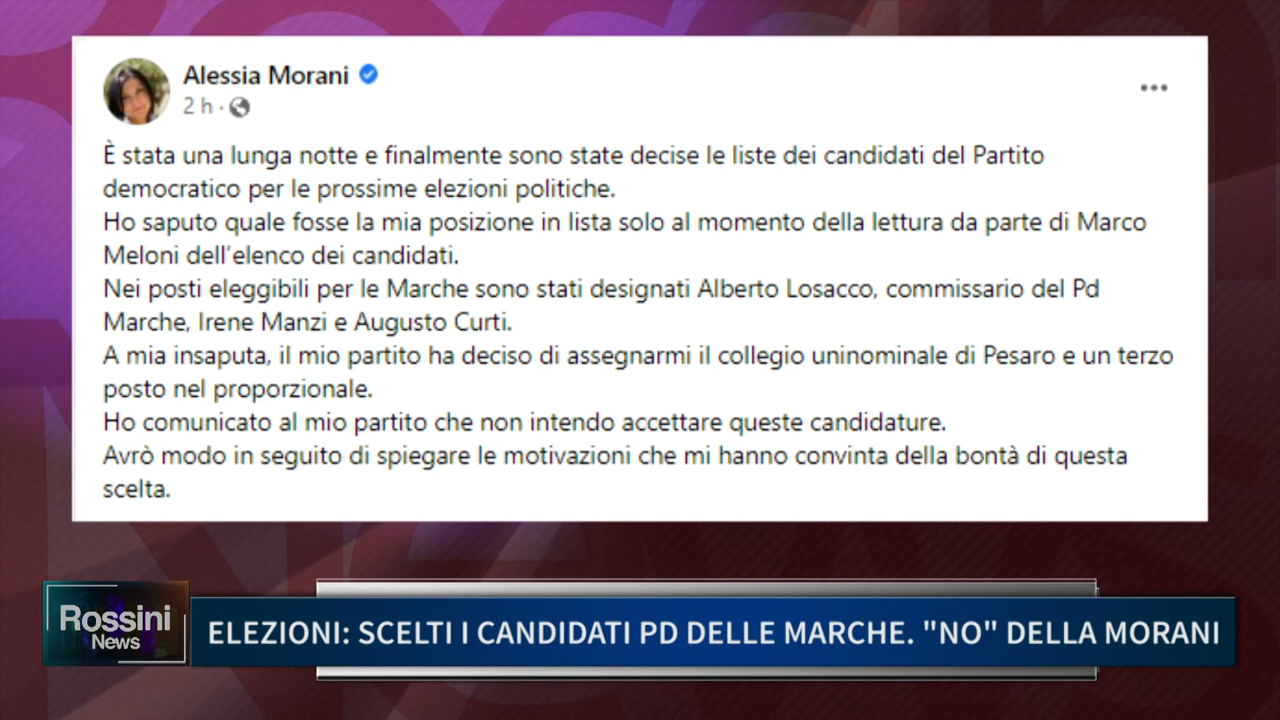 Alessia Morani
2 h ·
È stata una lunga notte e finalmente sono state decise le liste dei candidati del Partito
democratico per le prossime elezioni politiche.
Ho saputo quale fosse la mia posizione in lista solo al momento della lettura da parte di Marco
Meloni dell'elenco dei candidati.
Nei posti eleggibili per le Marche sono stati designati Alberto Losacco, commissario del Pd
Marche, Irene Manzi e Augusto Curti.
A mia insaputa, il mio partito ha deciso di assegnarmi il collegio uninominale di Pesaro e un terzo
posto nel proporzionale.
Ho comunicato al mio partito che non intendo accettare queste candidature.
Avrò modo in seguito di spiegare le motivazioni che mi hanno convinta della bontà di questa
scelta.
Rossini
News
ELEZIONI: SCELTI I CANDIDATI PD DELLE MARCHE. "NO" DELLA MORANI